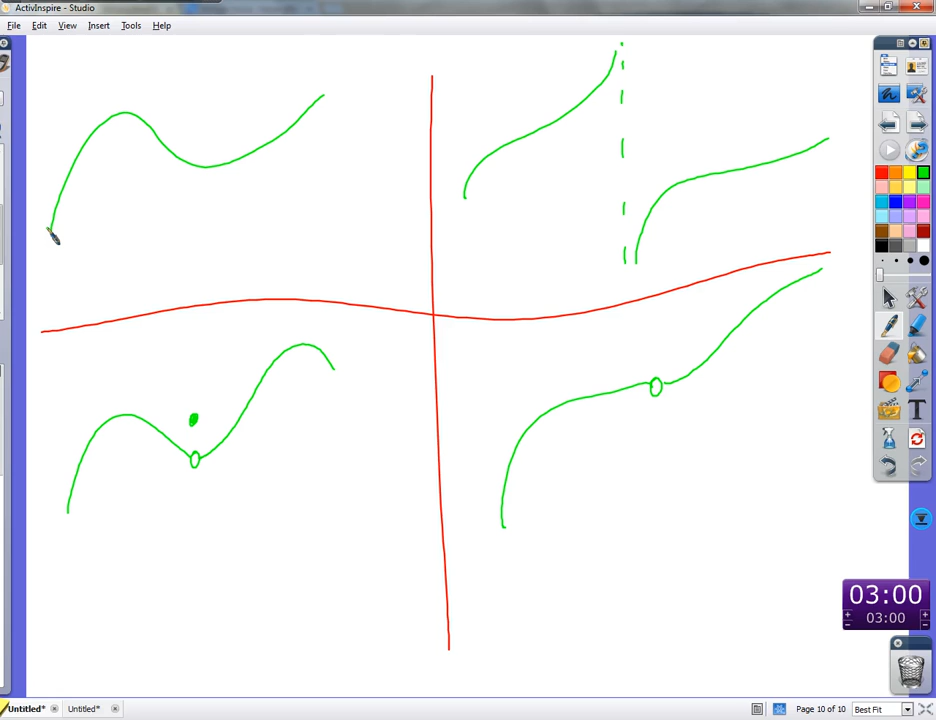 ActivInspire - Studio
File Edit View Insert Tools Help
T
03:00
03:00
Untitled* Untitled*
Page 10 of 10 Best Fit